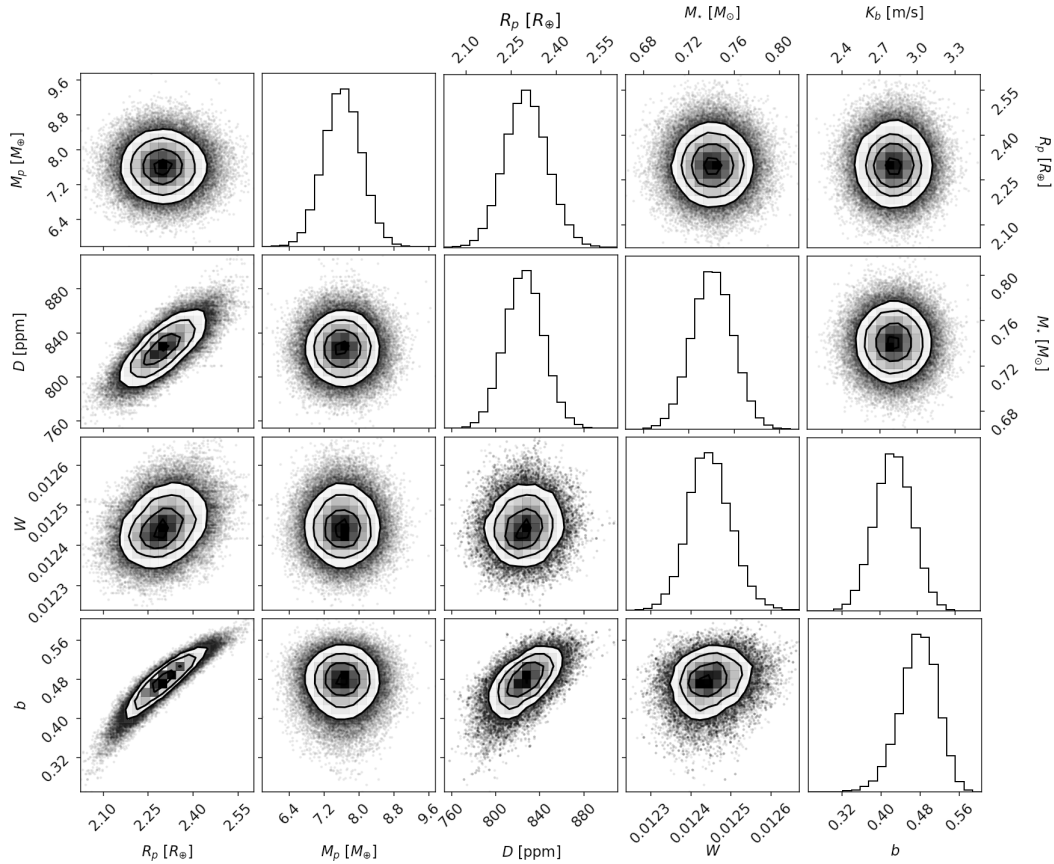 R_p [R_⊕]
M_⋆ [M_⊙]
K_b [m/s]
2.10 2.25 2.40 2.55
0.68 0.72 0.76 0.80
2.4 2.7 3.0 3.3
M_p [M_⊕]
9.6
8.8
8.0
7.2
6.4
2.55
2.40
2.25
2.10
R_p [R_⊕]
D [ppm]
880
840
800
760
0.80
0.76
0.72
0.68
M_⋆ [M_⊙]
W
0.0126
0.0125
0.0124
0.0123
b
0.56
0.48
0.40
0.32
2.10 2.25 2.40 2.55
6.4 7.2 8.0 8.8 9.6
760 800 840 880
0.0123 0.0124 0.0125 0.0126
0.32 0.40 0.48 0.56
R_p [R_⊕]
M_p [M_⊕]
D [ppm]
W
b